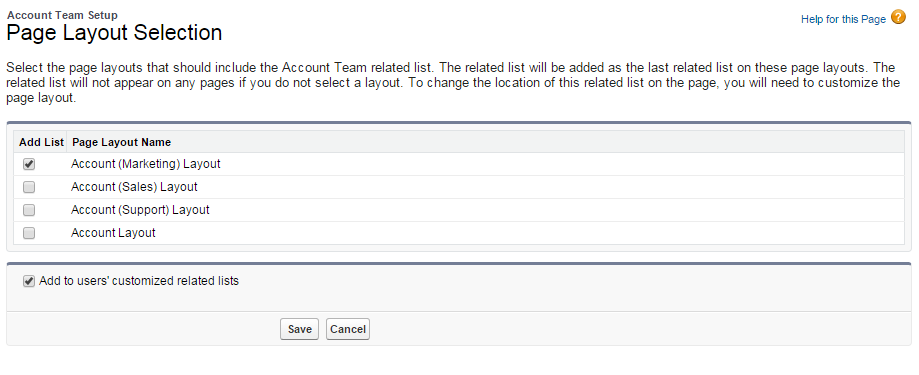 Account Team Setup
Page Layout Selection
Help for this Page ?
Select the page layouts that should include the Account Team related list. The related list will be added as the last related list on these page layouts. The
related list will not appear on any pages if you do not select a layout. To change the location of this related list on the page, you will need to customize the
page layout.
Add List Page Layout Name
Account (Marketing) Layout
Account (Sales) Layout
Account (Support) Layout
Account Layout
Add to users' customized related lists
Save Cancel